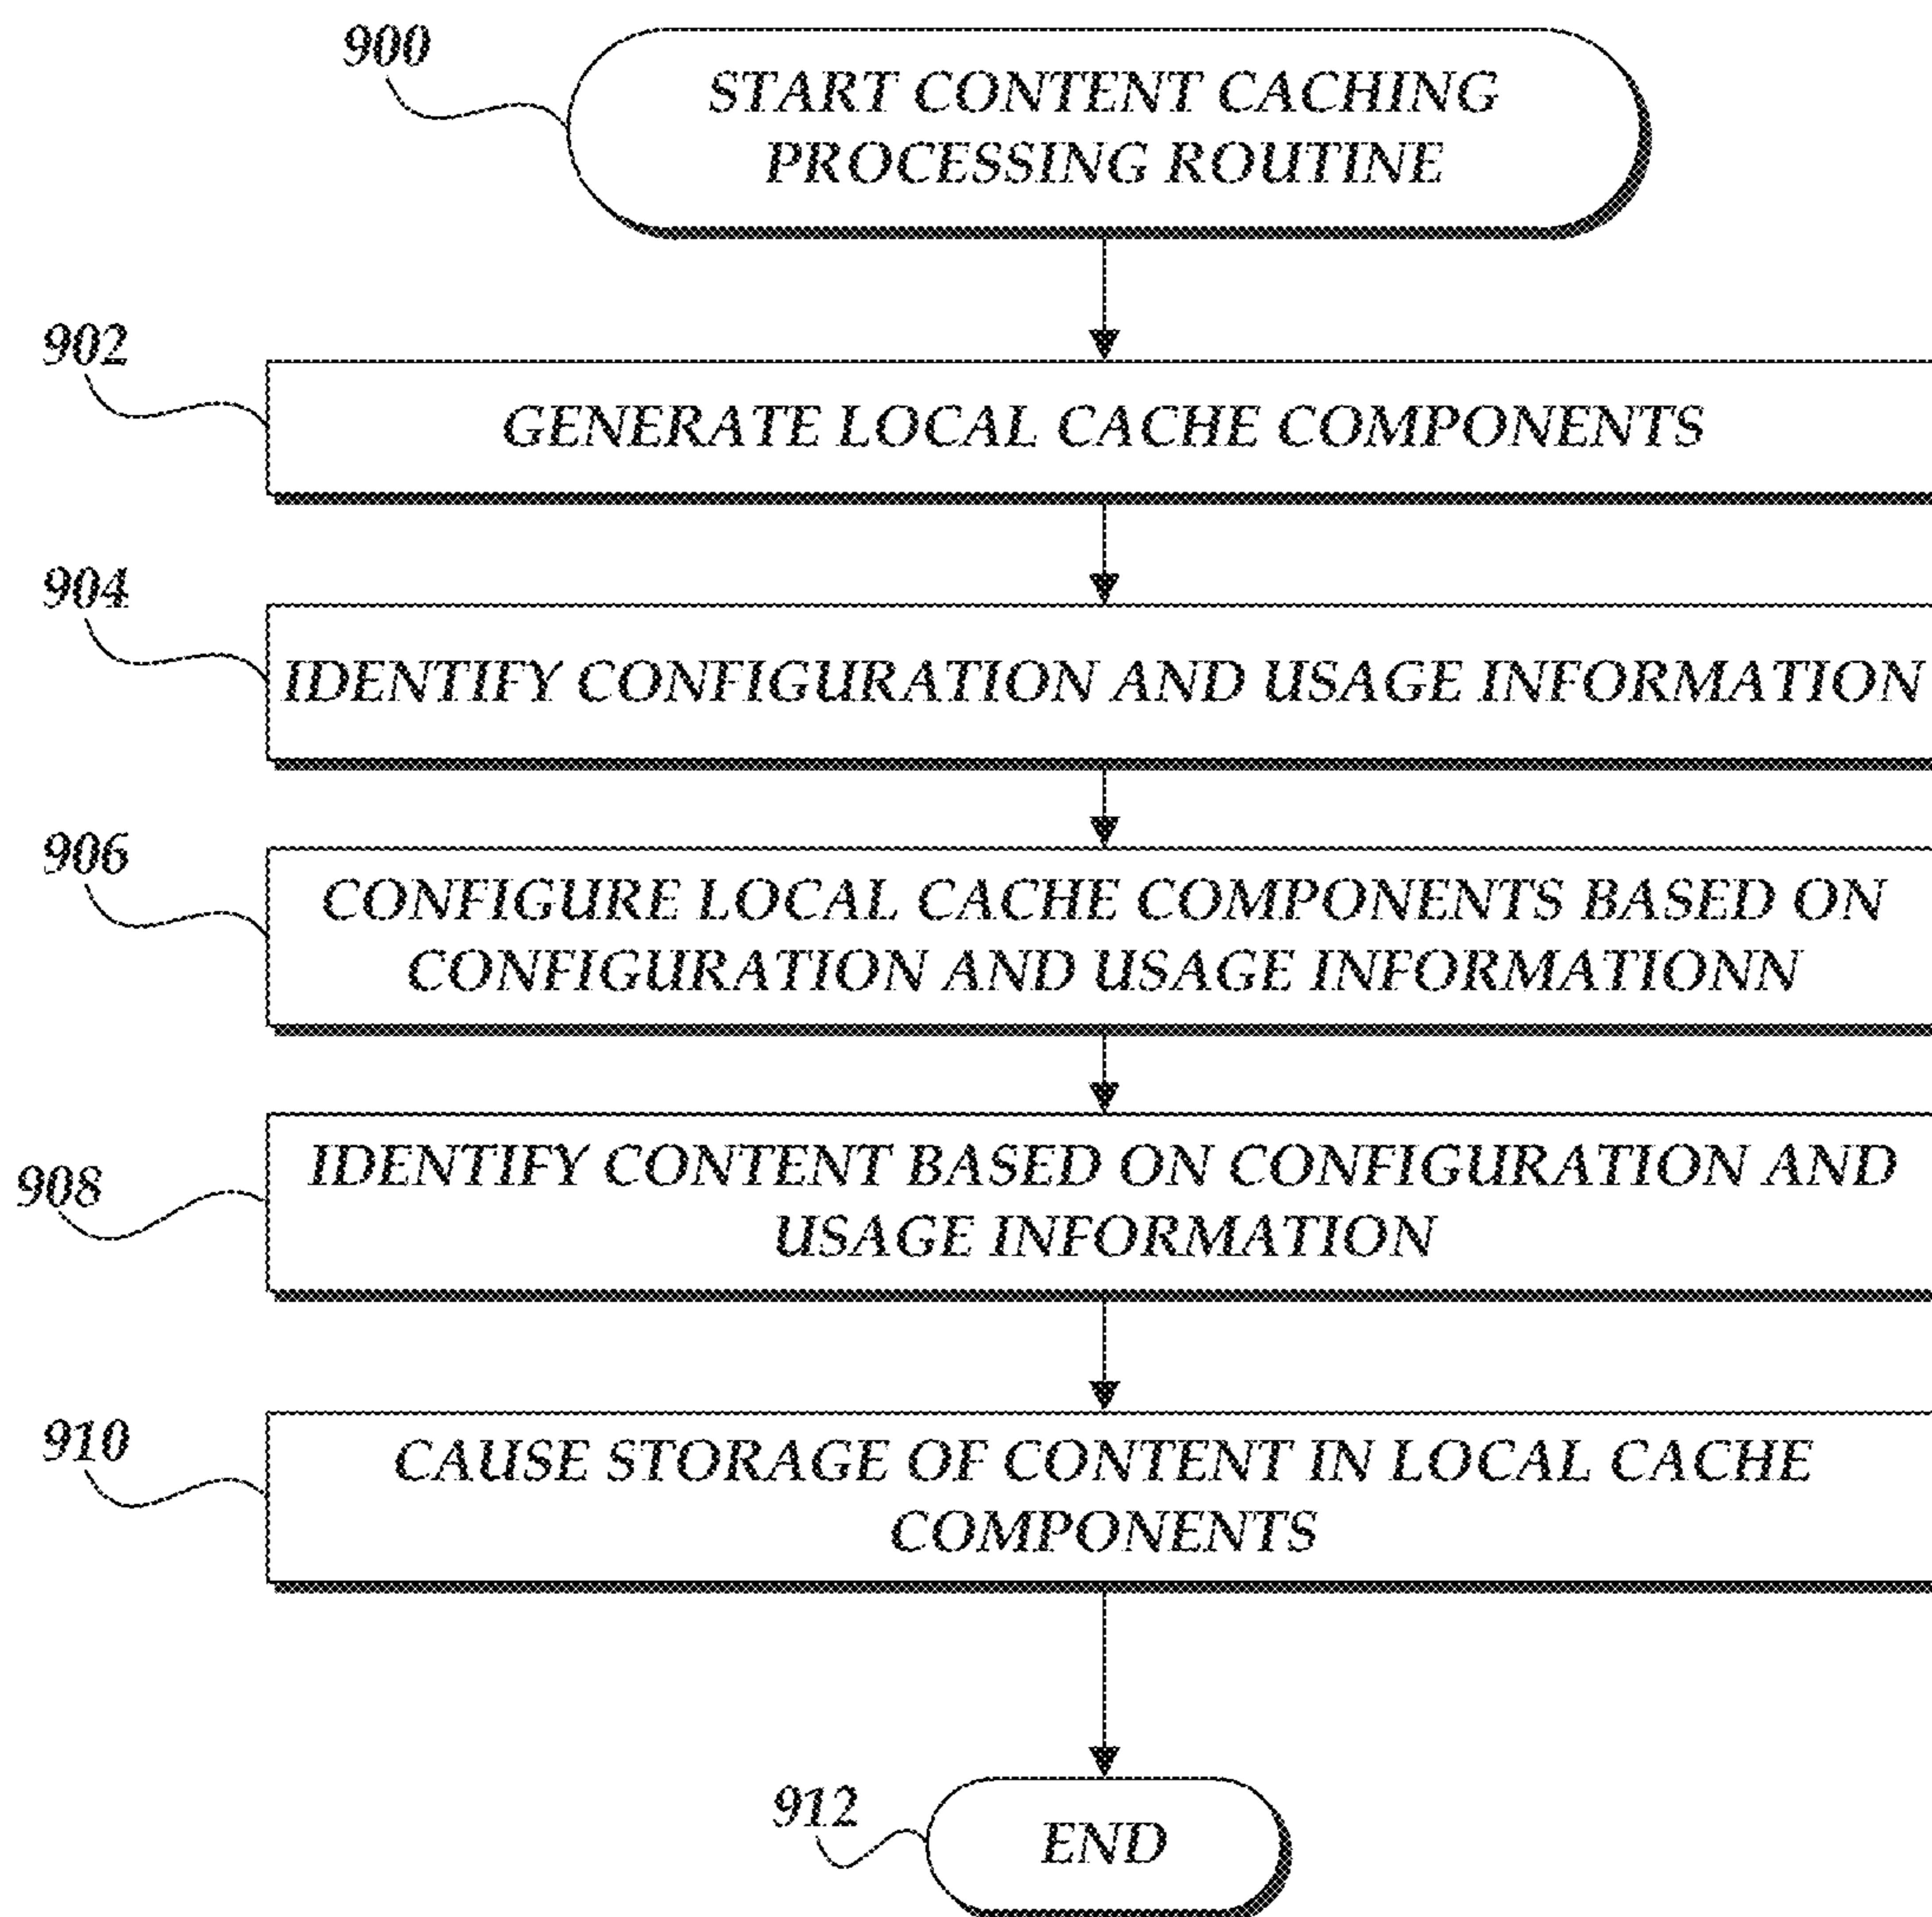 900
START CONTENT CACHING
PROCESSING ROUTINE
902
GENERATE LOCAL CACHE COMPONENTS
904
IDENTIFY CONFIGURATION AND USAGE INFORMATION
906
CONFIGURE LOCAL CACHE COMPONENTS BASED ON
CONFIGURATION AND USAGE INFORMATIONN
908
IDENTIFY CONTENT BASED ON CONFIGURATION AND
USAGE INFORMATION
910
CAUSE STORAGE OF CONTENT IN LOCAL CACHE
COMPONENTS
912
END